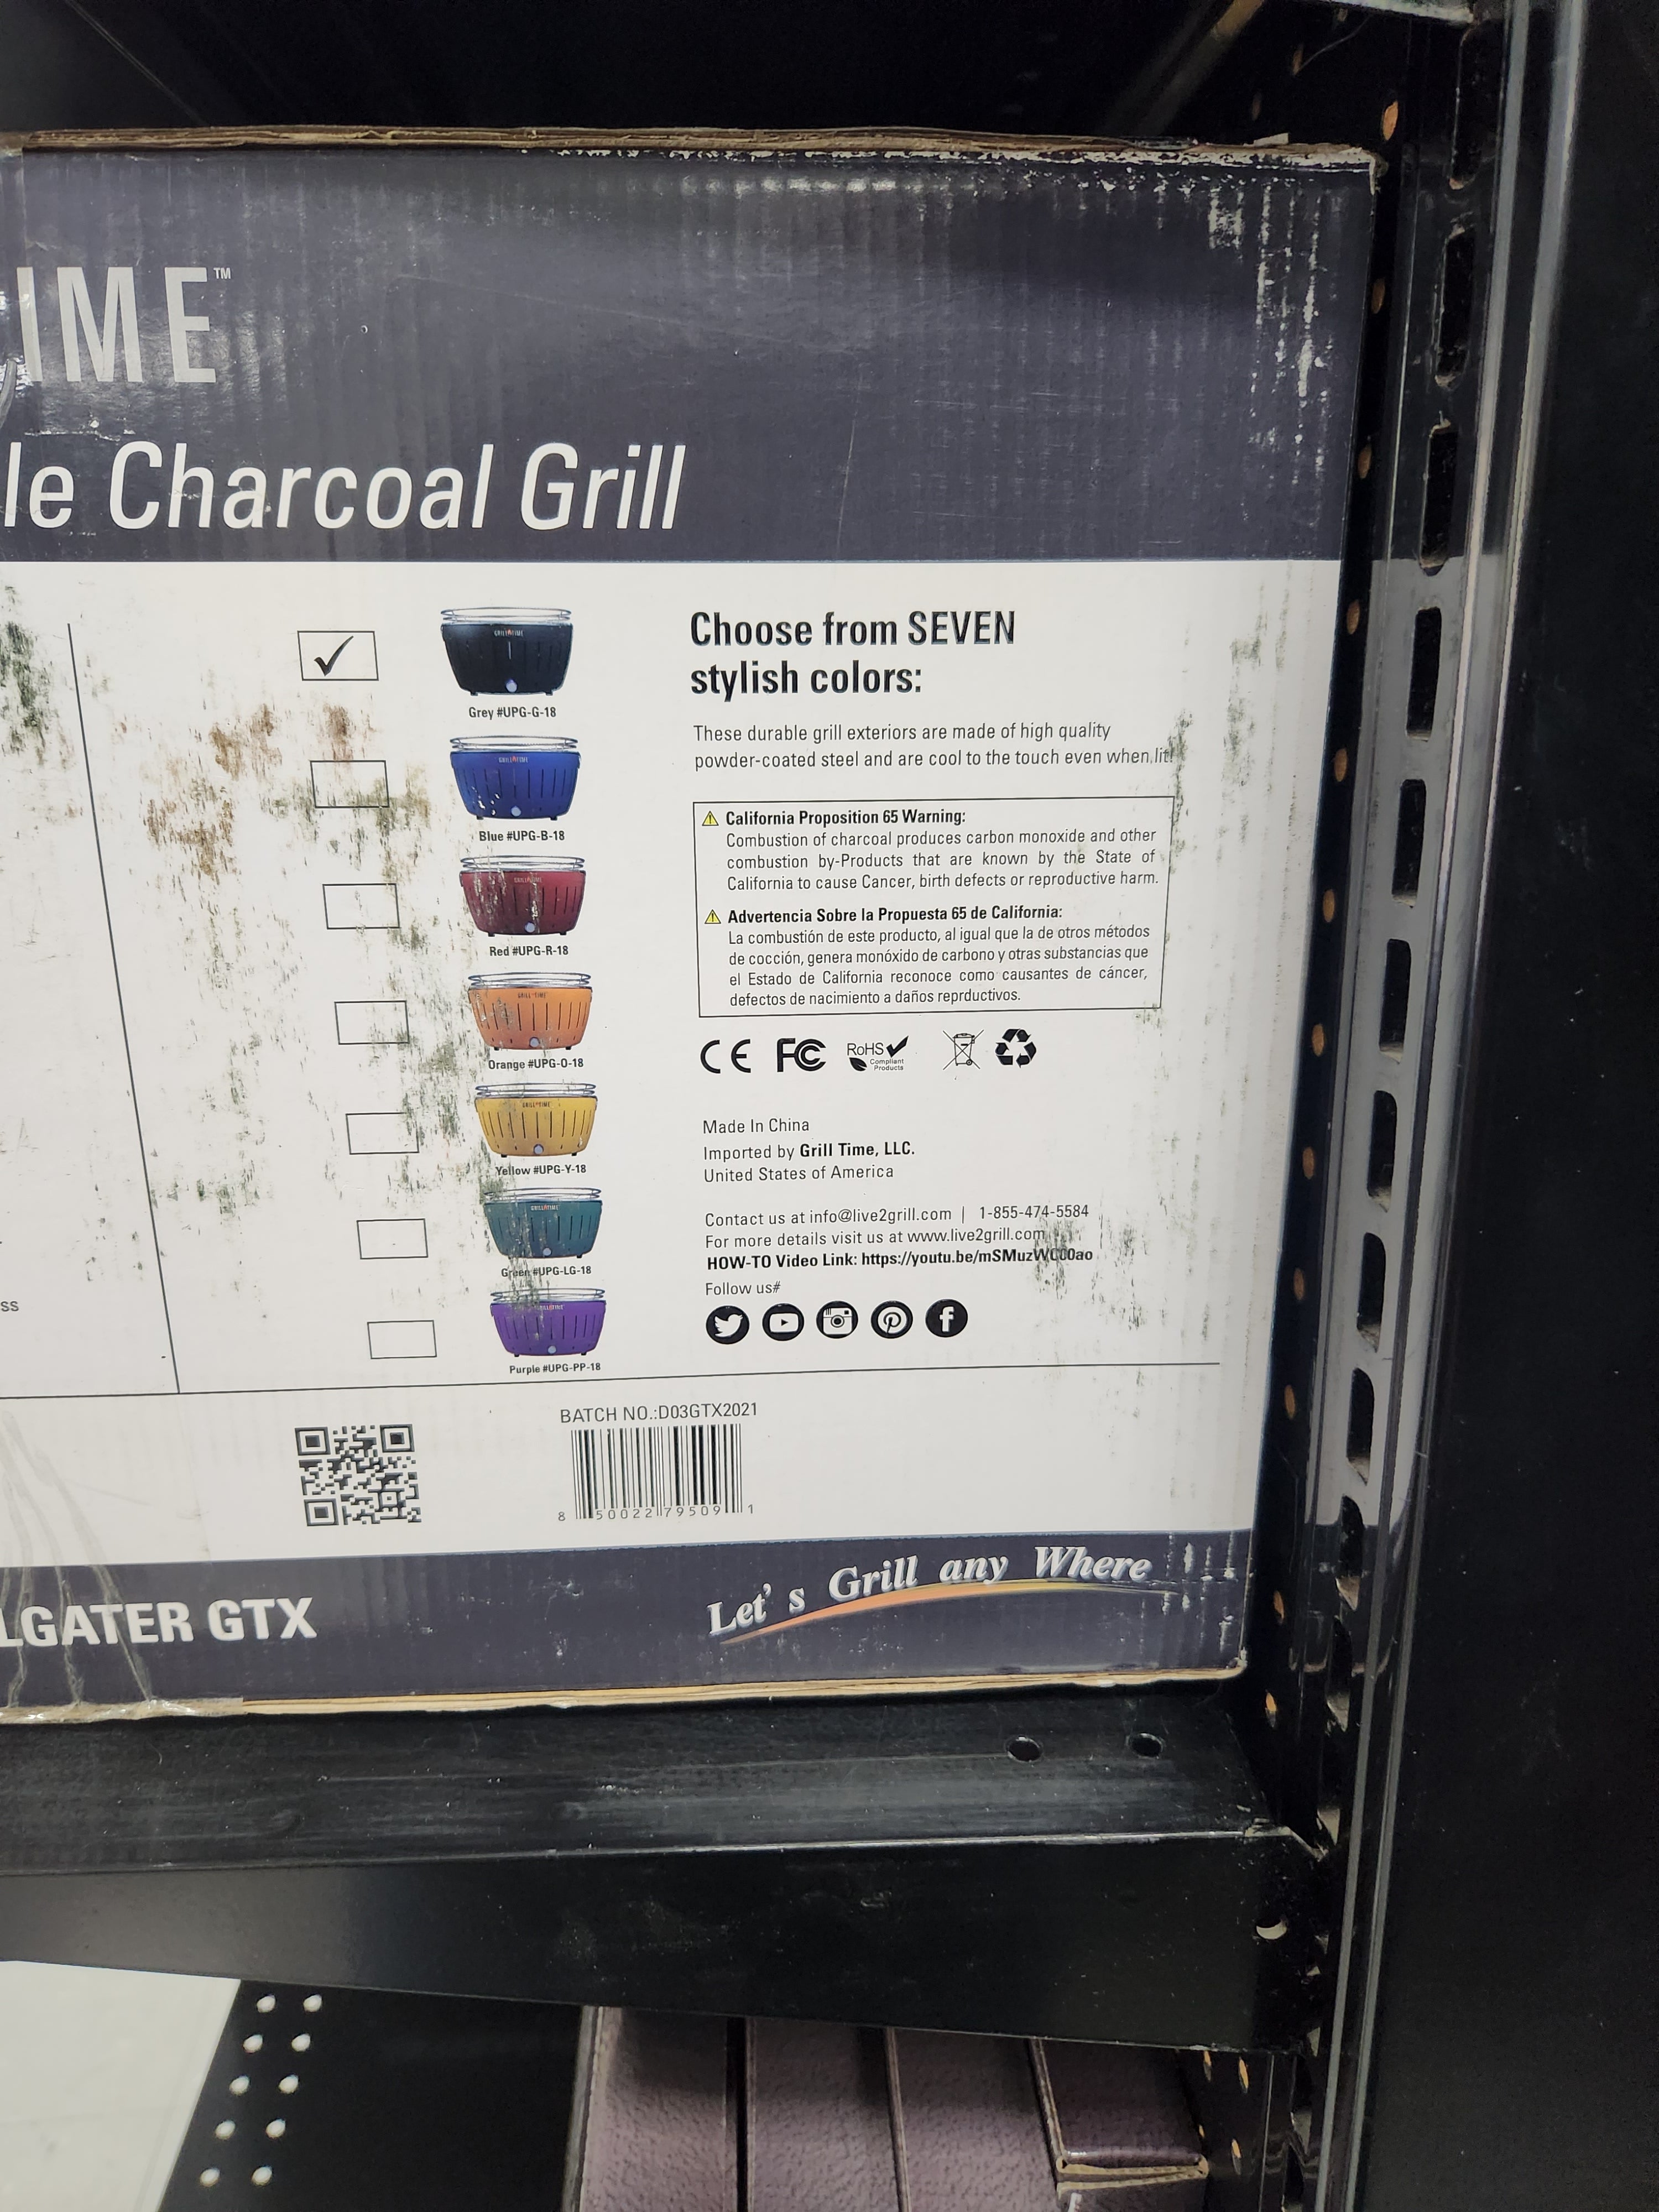 IME™
le Charcoal Grill
Grey #UPG-G-18
Blue #UPG-B-18
Red #UPG-R-18
Orange #UPG-O-18
Yellow #UPG-Y-18
Green #UPG-LG-18
Purple #UPG-PP-18
Choose from SEVEN
stylish colors:
These durable grill exteriors are made of high quality
powder-coated steel and are cool to the touch even when lit!
California Proposition 65 Warning:
Combustion of charcoal produces carbon monoxide and other
combustion by-Products that are known by the State of
California to cause Cancer, birth defects or reproductive harm.
Advertencia Sobre la Propuesta 65 de California:
La combustión de este producto, al igual que la de otros métodos
de cocción, genera monóxido de carbono y otras substancias que
el Estado de California reconoce como causantes de cáncer,
defectos de nacimiento a daños reprductivos.
CE FC RoHS
Compliant
Products
Made In China
Imported by Grill Time, LLC.
United States of America
Contact us at info@live2grill.com | 1-855-474-5584
For more details visit us at www.live2grill.com
HOW-TO Video Link:
Follow us#
ss
BATCH NO.:D03GTX2021
8 50022 79509 1
LGATER GTX
Let's Grill any Where